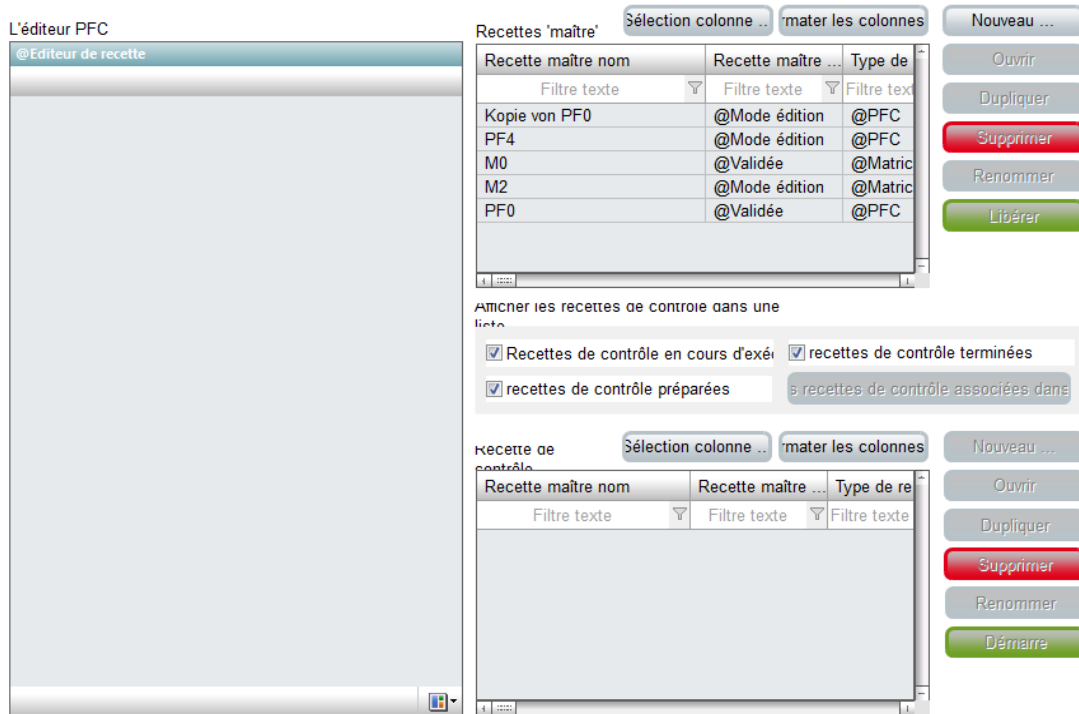 L'éditeur PFC
@Editeur de recette
Recettes 'maître'
Sélection colonne ...
rmater les colonnes
Nouveau ...
Recette maître nom
Recette maître ...
Type de
Filtre texte
Filtre texte
Filtre text
Kopie von PF0
@Mode édition
@PFC
PF4
@Mode édition
@PFC
M0
@Validée
@Matric
M2
@Mode édition
@Matric
PF0
@Validée
@PFC
Ouvrir
Dupliquer
Supprimer
Renommer
Libérer
Afficher les recettes de contrôle dans une
liste
Recettes de contrôle en cours d'exé
recettes de contrôle terminées
recettes de contrôle préparées
s recettes de contrôle associées dans
Recette de
contrôle
Sélection colonne ...
rmater les colonnes
Nouveau ...
Recette maître nom
Recette maître ...
Type de re
Filtre texte
Filtre texte
Filtre texte
Ouvrir
Dupliquer
Supprimer
Renommer
Démarre